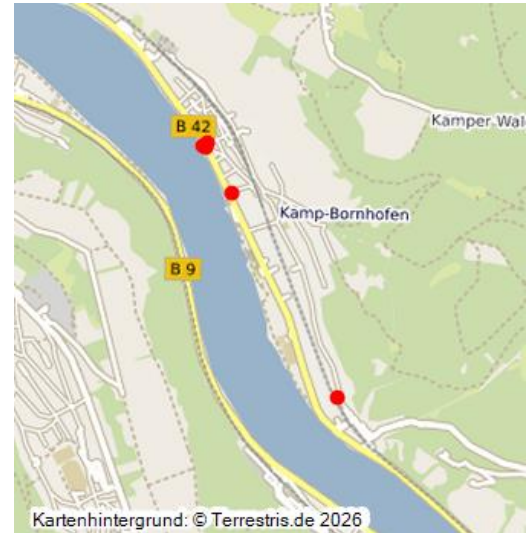 B 42
Kamper Wal
Kamp-Bornhofen
B 9
Kartenhintergrund: © Terrestris.de 2026